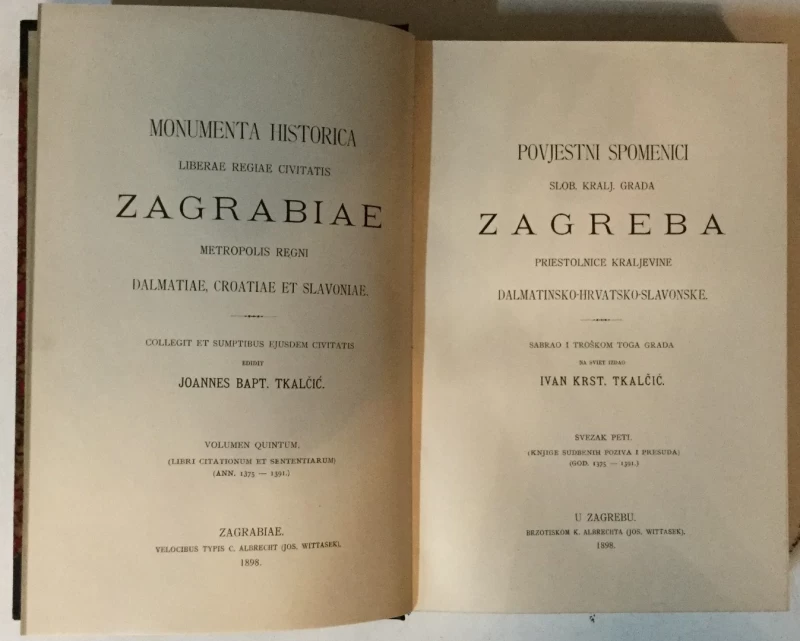 MONUMENTA HISTORICA
LIBERAE REGIAE CIVITATIS
ZAGRABIAE
METROPOLIS REGNI
DALMATIAE, CROATIAE ET SLAVONIAE.
COLLEGIT ET SUMPTIBUS EJUSDEM CIVITATIS
EDIDIT
JOANNES BAPT. TKALČIĆ.
VOLUMEN QUINTUM.
(LIBRI CITATIONUM ET SENTENTIARUM)
(ANN. 1375 — 1391.)
ZAGRABIAE.
VELOCIBUS TYPIS C. ALBRECHT (JOS. WITTASEK).
1898.
POVJESTNI SPOMENICI
SLOB. KRALJ. GRADA
ZAGREBA
PRIESTOLNICE KRALJEVINE
DALMATINSKO-HRVATSKO-SLAVONSKE.
SABRAO I TROŠKOM TOGA GRADA
NA SVIET IZDAO
IVAN KRST. TKALČIĆ.
SVEZAK PETI.
(KNJIGE SUDBENIH POZIVA I PRESUDA)
(GOD. 1375 — 1391.)
U ZAGREBU.
BRZOTISKOM K. ALBRECHTA (JOS. WITTASEK).
1898.